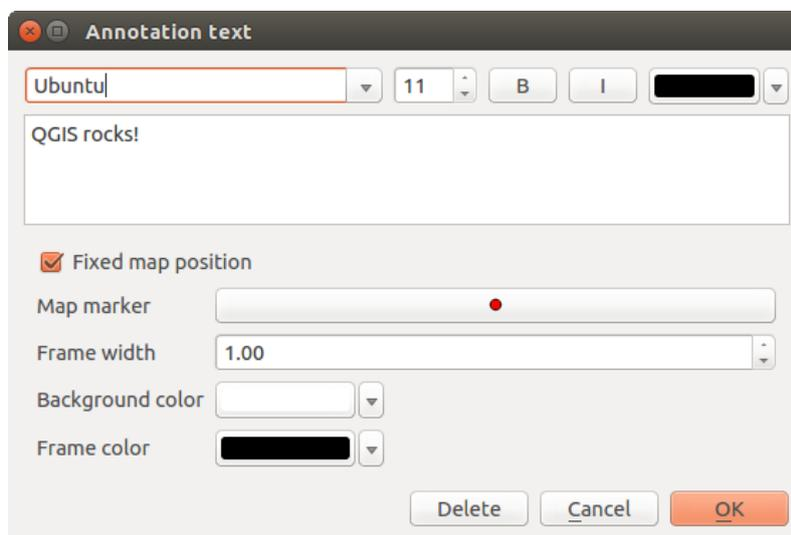 Annotation text
Ubuntu 11 B I
QGIS rocks!
Fixed map position
Map marker
Frame width 1.00
Background color
Frame color
Delete Cancel OK